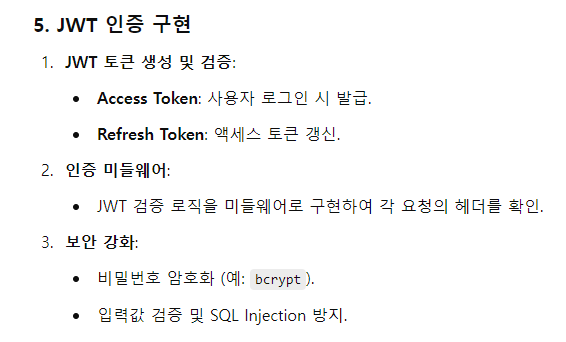 5. JWT 인증 구현
1. JWT 토큰 생성 및 검증:
• Access Token: 사용자 로그인 시 발급.
• Refresh Token: 액세스 토큰 갱신.
2. 인증 미들웨어:
• JWT 검증 로직을 미들웨어로 구현하여 각 요청의 헤더를 확인.
3. 보안 강화:
• 비밀번호 암호화 (예: bcrypt).
• 입력값 검증 및 SQL Injection 방지.